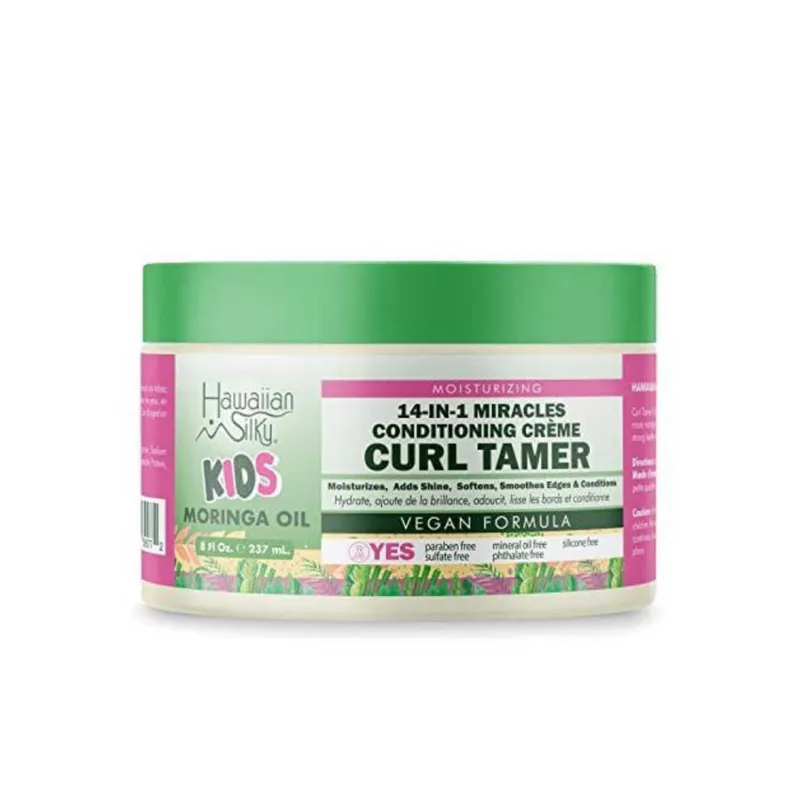 Hawaiian
Silky®
KIDS
MORINGA OIL
8 fl Oz. ℮ 237 mL.
MOISTURIZING
14-IN-1 MIRACLES
CONDITIONING CRÈME
CURL TAMER
Moisturizes, Adds Shine, Softens, Smoothes Edges & Conditions
Hydrate, ajoute de la brillance, adoucit, lisse les bords et conditionne
VEGAN FORMULA
YES
paraben free
sulfate free
mineral oil free
phthalate free
silicone free
Curl Tamer